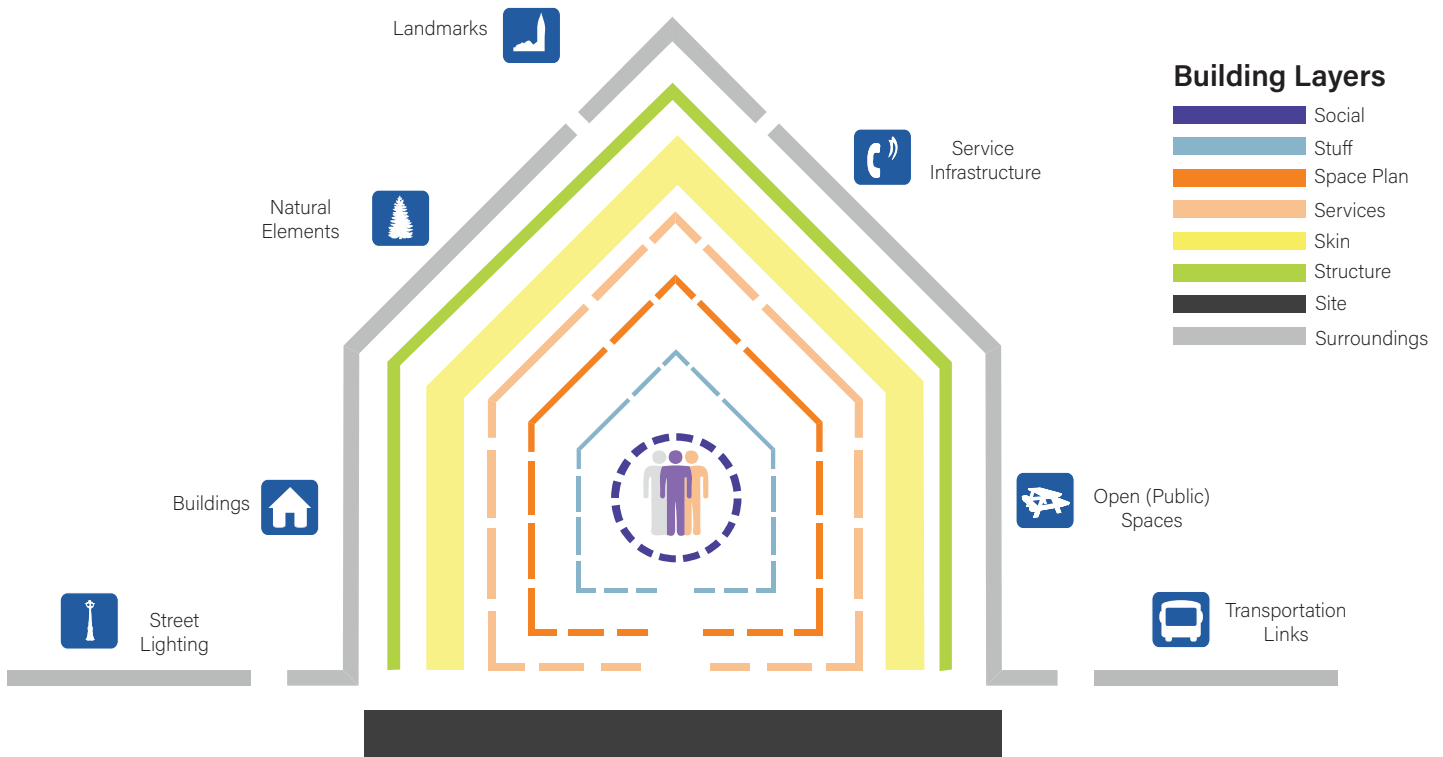 Landmarks
Building Layers
Social
Stuff
Space Plan
Services
Skin
Structure
Site
Surroundings
Service
Infrastructure
Natural
Elements
Buildings
Open (Public)
Spaces
Street
Lighting
Transportation
Links